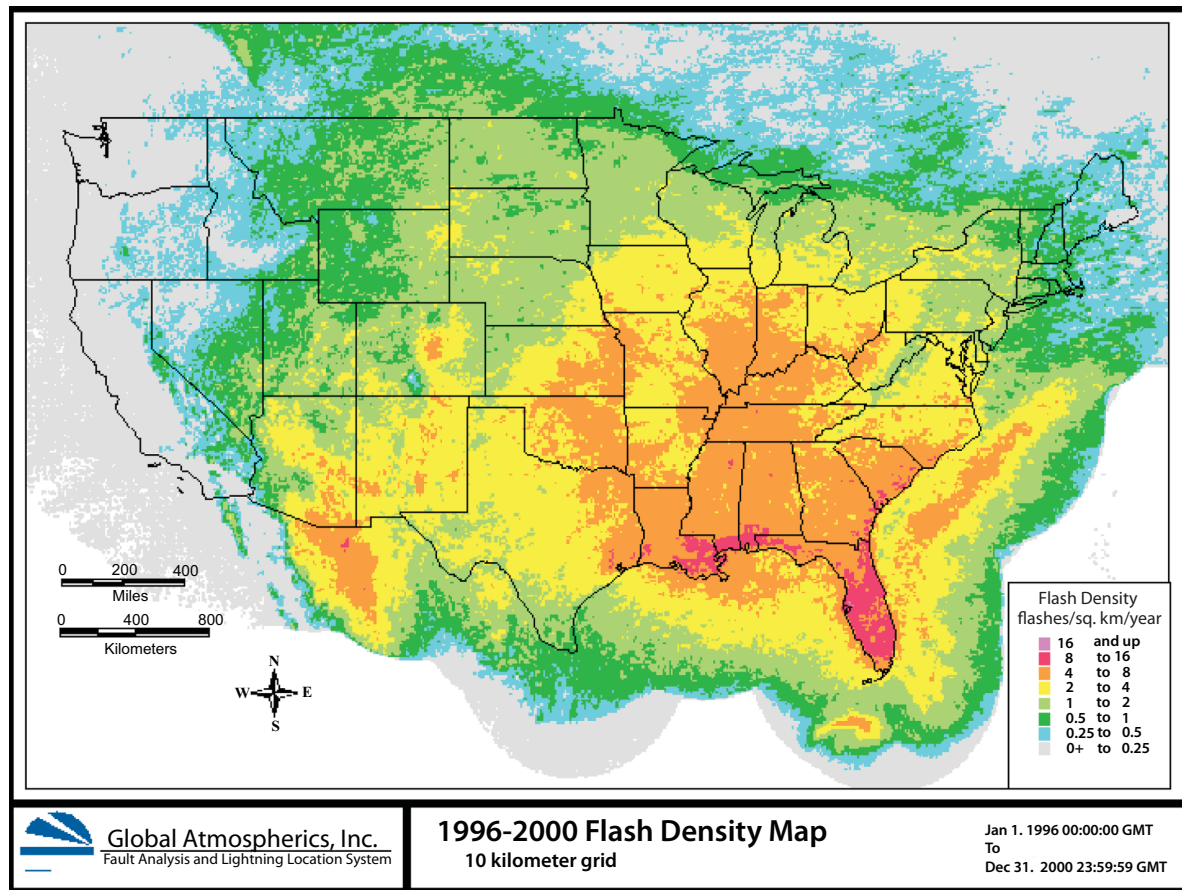 0 200 400
Miles
0 400 800
Kilometers
N
W E
S
Flash Density
flashes/sq. km/year
16 and up
8 to 16
4 to 8
2 to 4
1 to 2
0.5 to 1
0.25 to 0.5
0+ to 0.25
Global Atmospherics, Inc.
Fault Analysis and Lightning Location System
1996-2000 Flash Density Map
10 kilometer grid
Jan 1. 1996 00:00:00 GMT
To
Dec 31. 2000 23:59:59 GMT